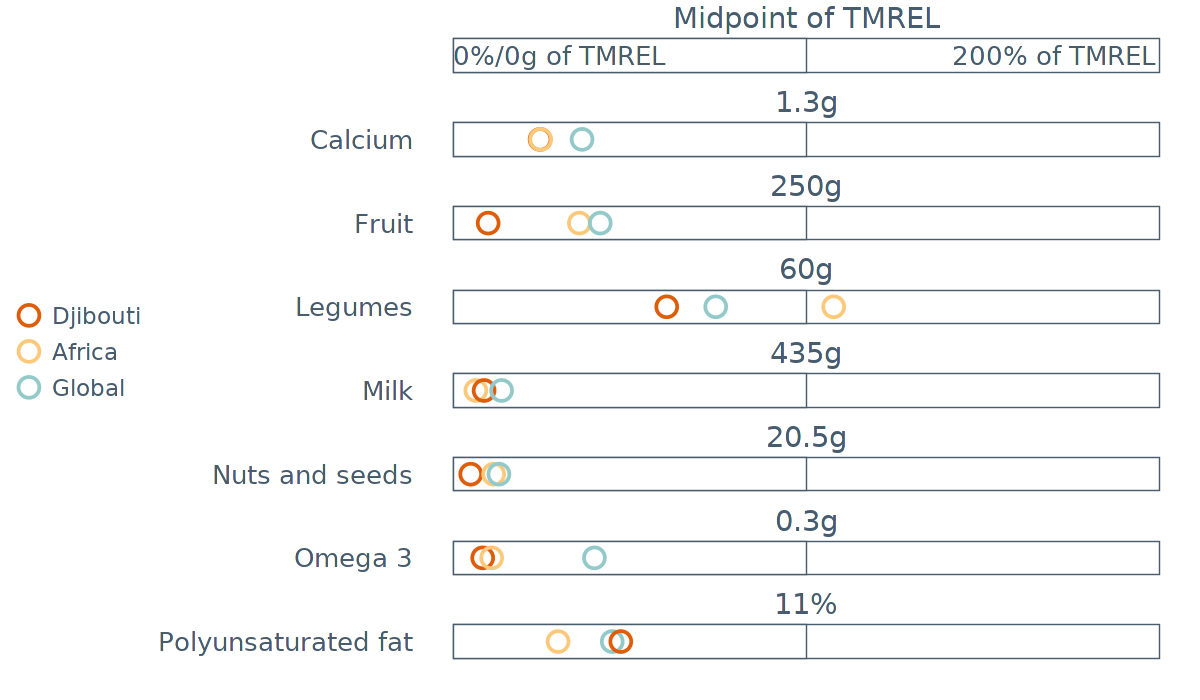 Midpoint of TMREL
0%/0g of TMREL 200% of TMREL
1.3g
Calcium
250g
Fruit
60g
Legumes
435g
Milk
20.5g
Nuts and seeds
0.3g
Omega 3
11%
Polyunsaturated fat
Djibouti
Africa
Global